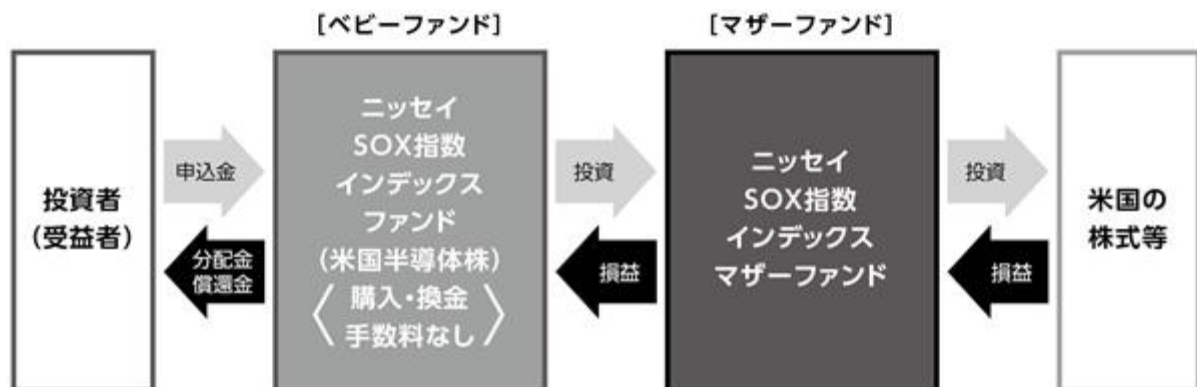 [ベビーファンド]
[マザーファンド]
投資者
(受益者)
申込金
分配金
償還金
ニッセイ
SOX指数
インデックス
ファンド
(米国半導体株)
〈購入・換金
手数料なし〉
投資
損益
ニッセイ
SOX指数
インデックス
マザーファンド
投資
損益
米国の
株式等